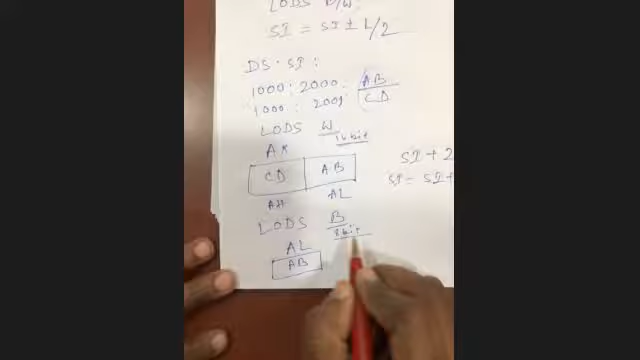 LODS B/W
SI = SI ± 1/2
DS:SI:
1000: 2000: AB
1000: 2001 CD
LODS W
16 bit
AX
CD AB
AH AL
SI + 2
SI = SI +
LODS B
8 bit
AL
AB